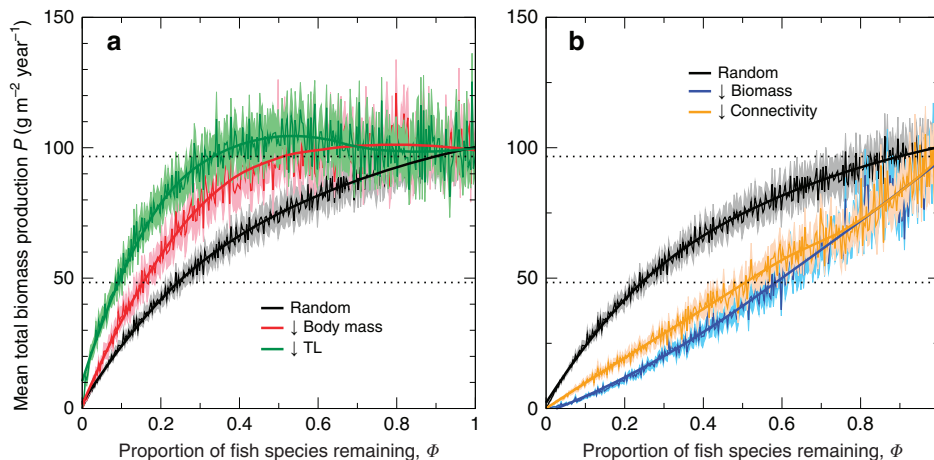 Mean total biomass production P (g m⁻² year⁻¹)
150
100
50
0
a
Random
↓ Body mass
↓ TL
0 0.2 0.4 0.6 0.8 1
Proportion of fish species remaining, Φ
150
100
50
0
b
Random
↓ Biomass
↓ Connectivity
0 0.2 0.4 0.6 0.8
Proportion of fish species remaining, Φ